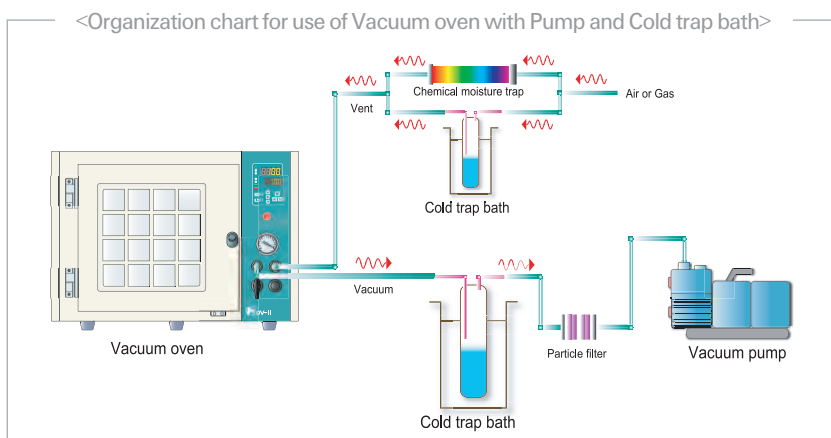 <Organization chart for use of Vacuum oven with Pump and Cold trap bath>
Chemical moisture trap
Air or Gas
Vent
Cold trap bath
Vacuum
Vacuum oven
Particle filter
Vacuum pump
Cold trap bath